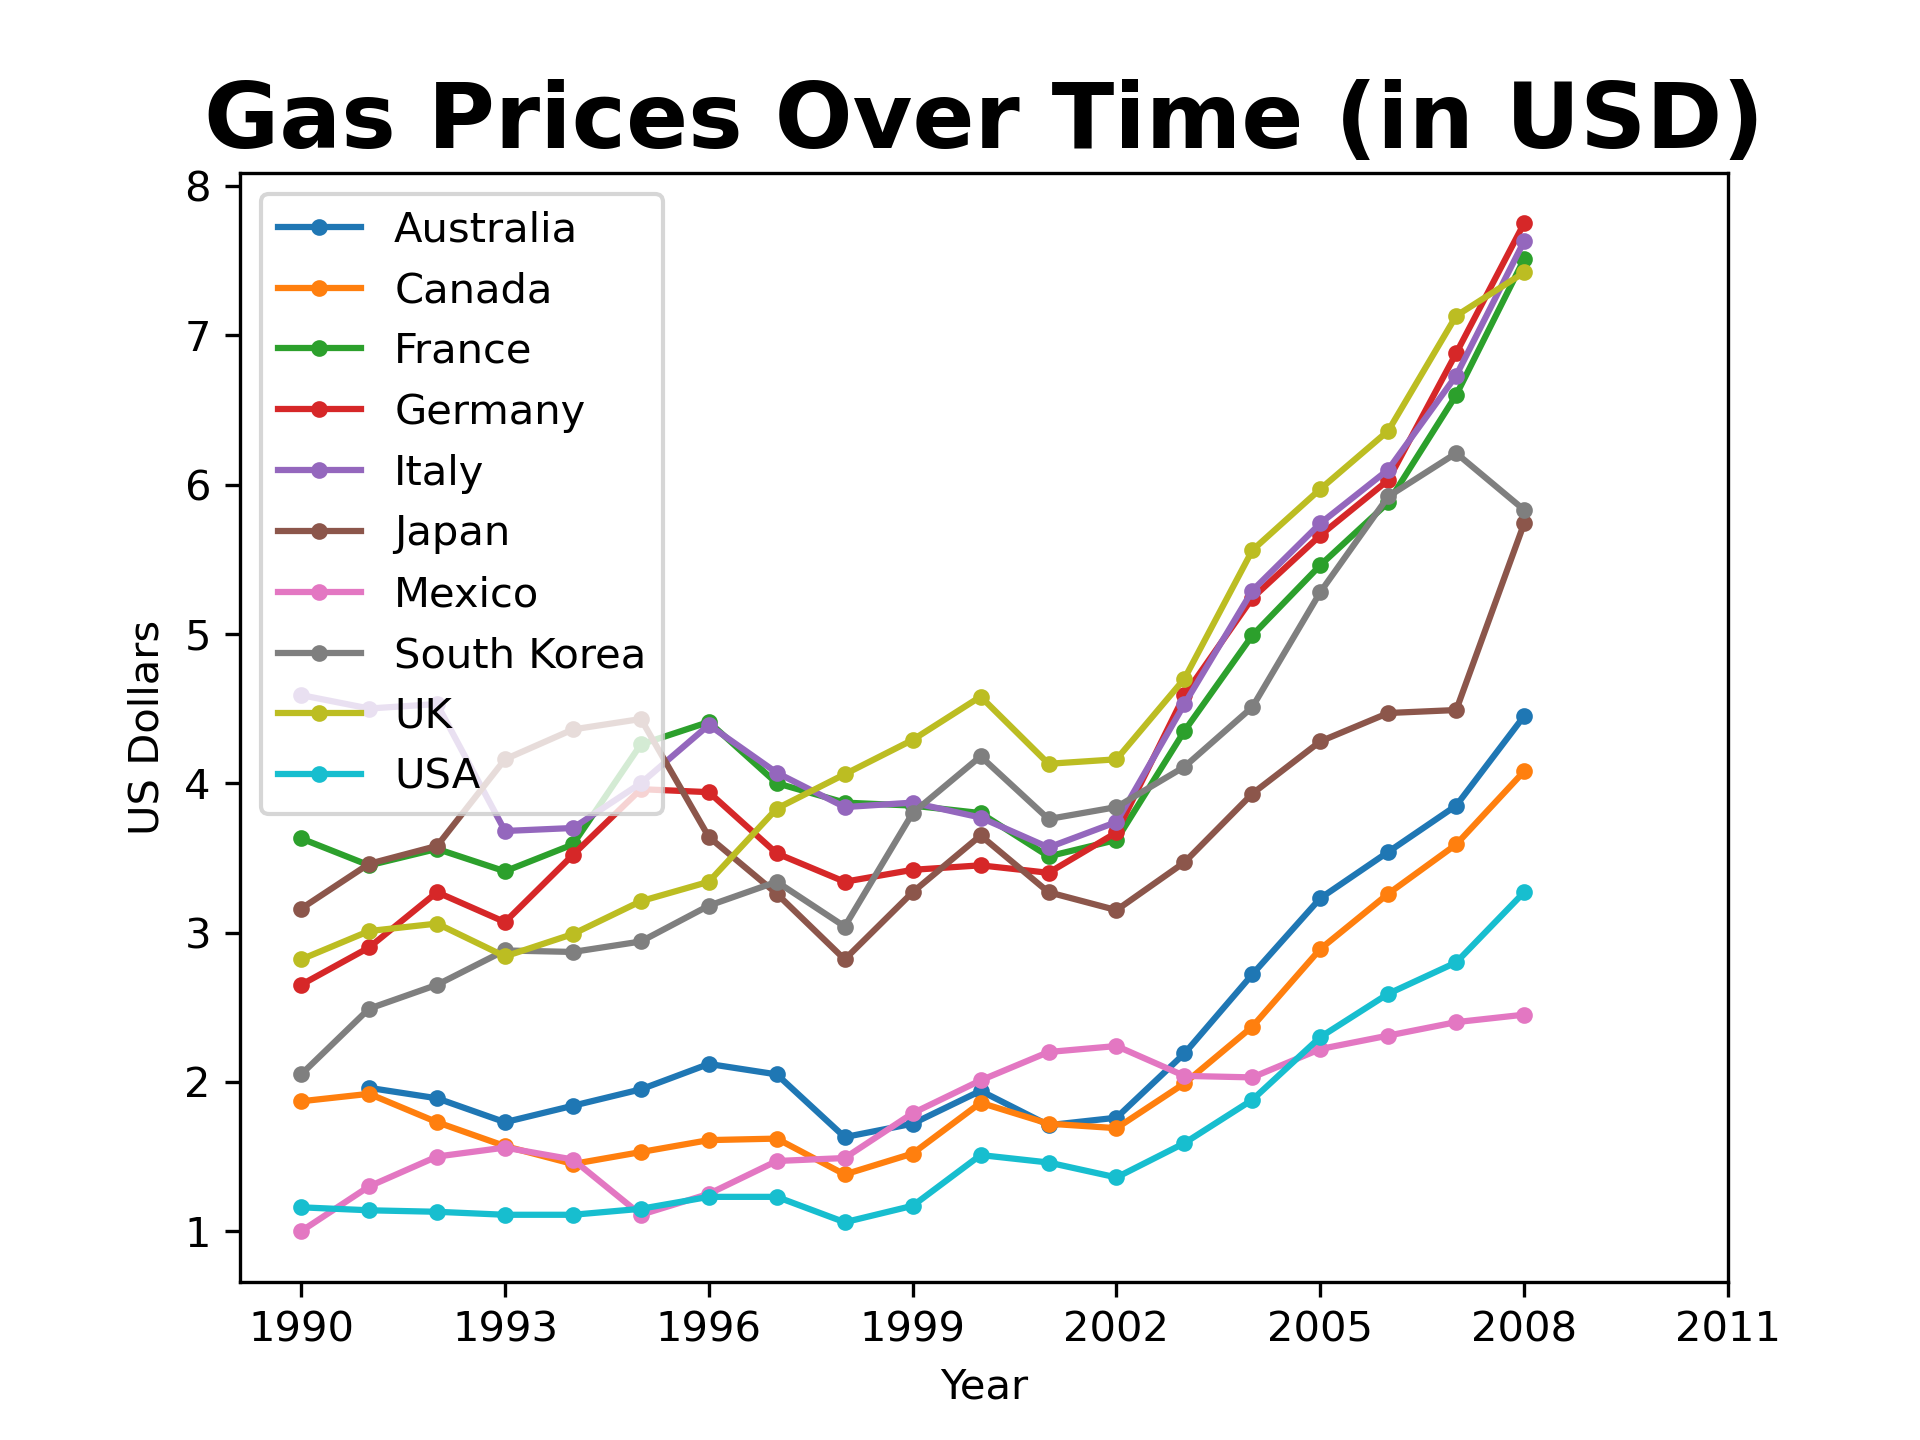 Gas Prices Over Time (in USD)
8
7
6
5
4
3
2
1
US Dollars
Australia
Canada
France
Germany
Italy
Japan
Mexico
South Korea
UK
USA
1990 1993 1996 1999 2002 2005 2008 2011
Year